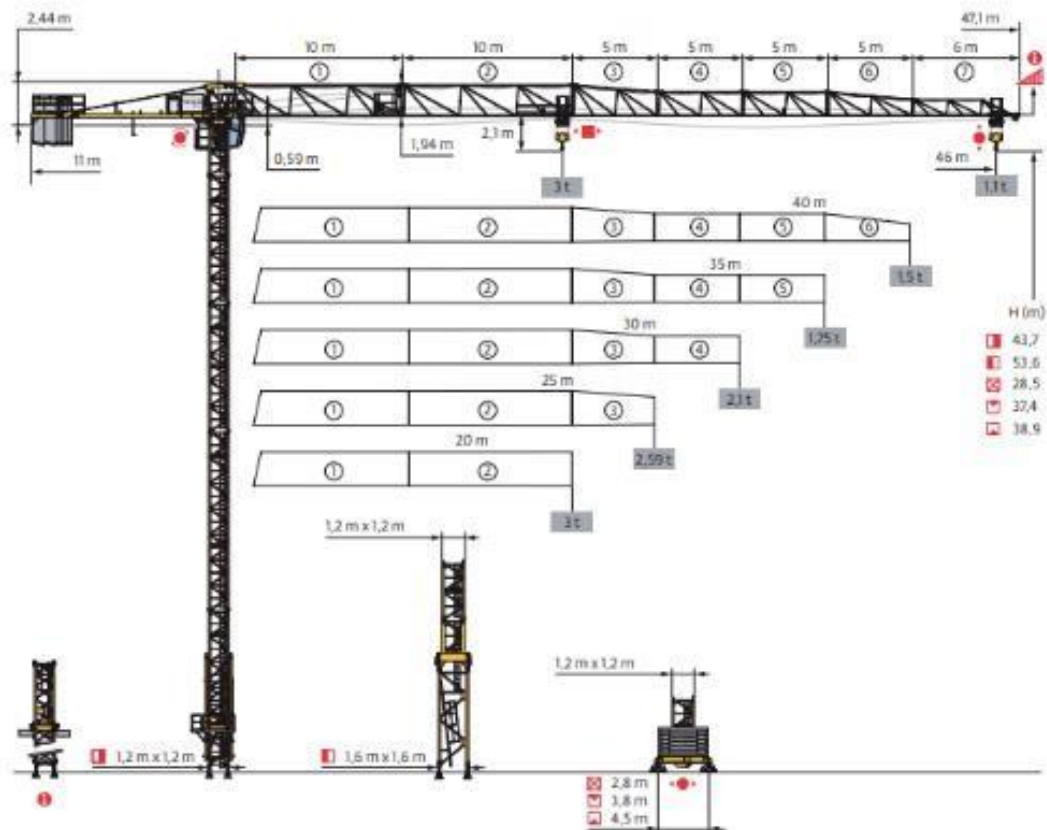 2,44 m
47,1 m
10 m
10 m
5 m
5 m
5 m
5 m
6 m
①
②
③
④
⑤
⑥
⑦
i
2,1 m
1,94 m
0,59 m
11 m
46 m
3 t
1,1 t
40 m
① ② ③ ④ ⑤ ⑥
1,5 t
35 m
① ② ③ ④ ⑤
1,75 t
30 m
① ② ③ ④
2,1 t
25 m
① ② ③
2,59 t
20 m
① ②
3 t
H (m)
43,7
53,6
28,5
37,4
38,9
1,2 m x 1,2 m
1,2 m x 1,2 m
1,2 m x 1,2 m
1,6 m x 1,6 m
i
2,8 m
3,8 m
4,5 m